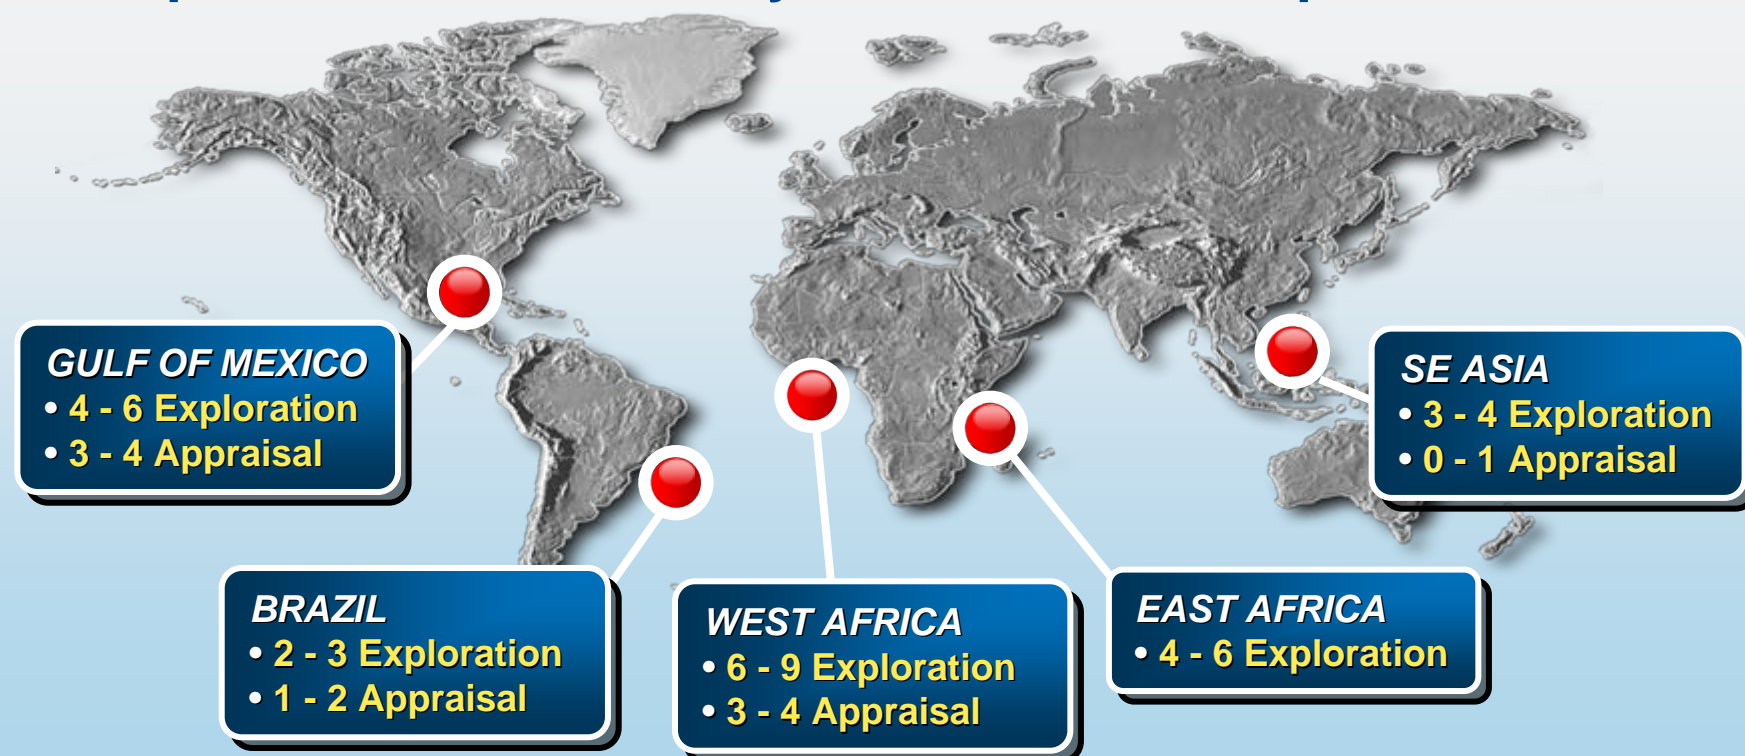 GULF OF MEXICO
• 4 - 6 Exploration
• 3 - 4 Appraisal
SE ASIA
• 3 - 4 Exploration
• 0 - 1 Appraisal
BRAZIL
• 2 - 3 Exploration
• 1 - 2 Appraisal
WEST AFRICA
• 6 - 9 Exploration
• 3 - 4 Appraisal
EAST AFRICA
• 4 - 6 Exploration